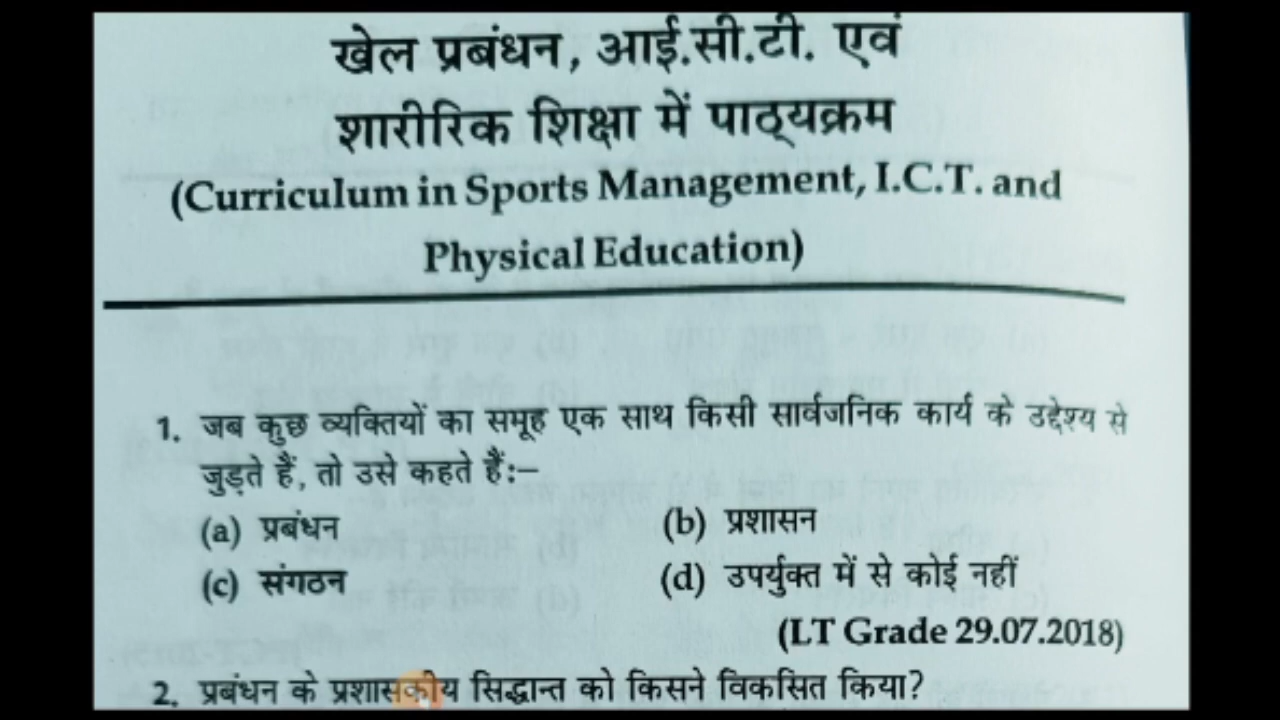 खेल प्रबंधन, आई.सी.टी. एवं
शारीरिक शिक्षा में पाठ्यक्रम
(Curriculum in Sports Management, I.C.T. and
Physical Education)
1. जब कुछ व्यक्तियों का समूह एक साथ किसी सार्वजनिक कार्य के उद्देश्य से
जुड़ते हैं, तो उसे कहते हैं:–
(a) प्रबंधन (b) प्रशासन
(c) संगठन (d) उपर्युक्त में से कोई नहीं
(LT Grade 29.07.2018)
2. प्रबंधन के प्रशासकीय सिद्धान्त को किसने विकसित किया?